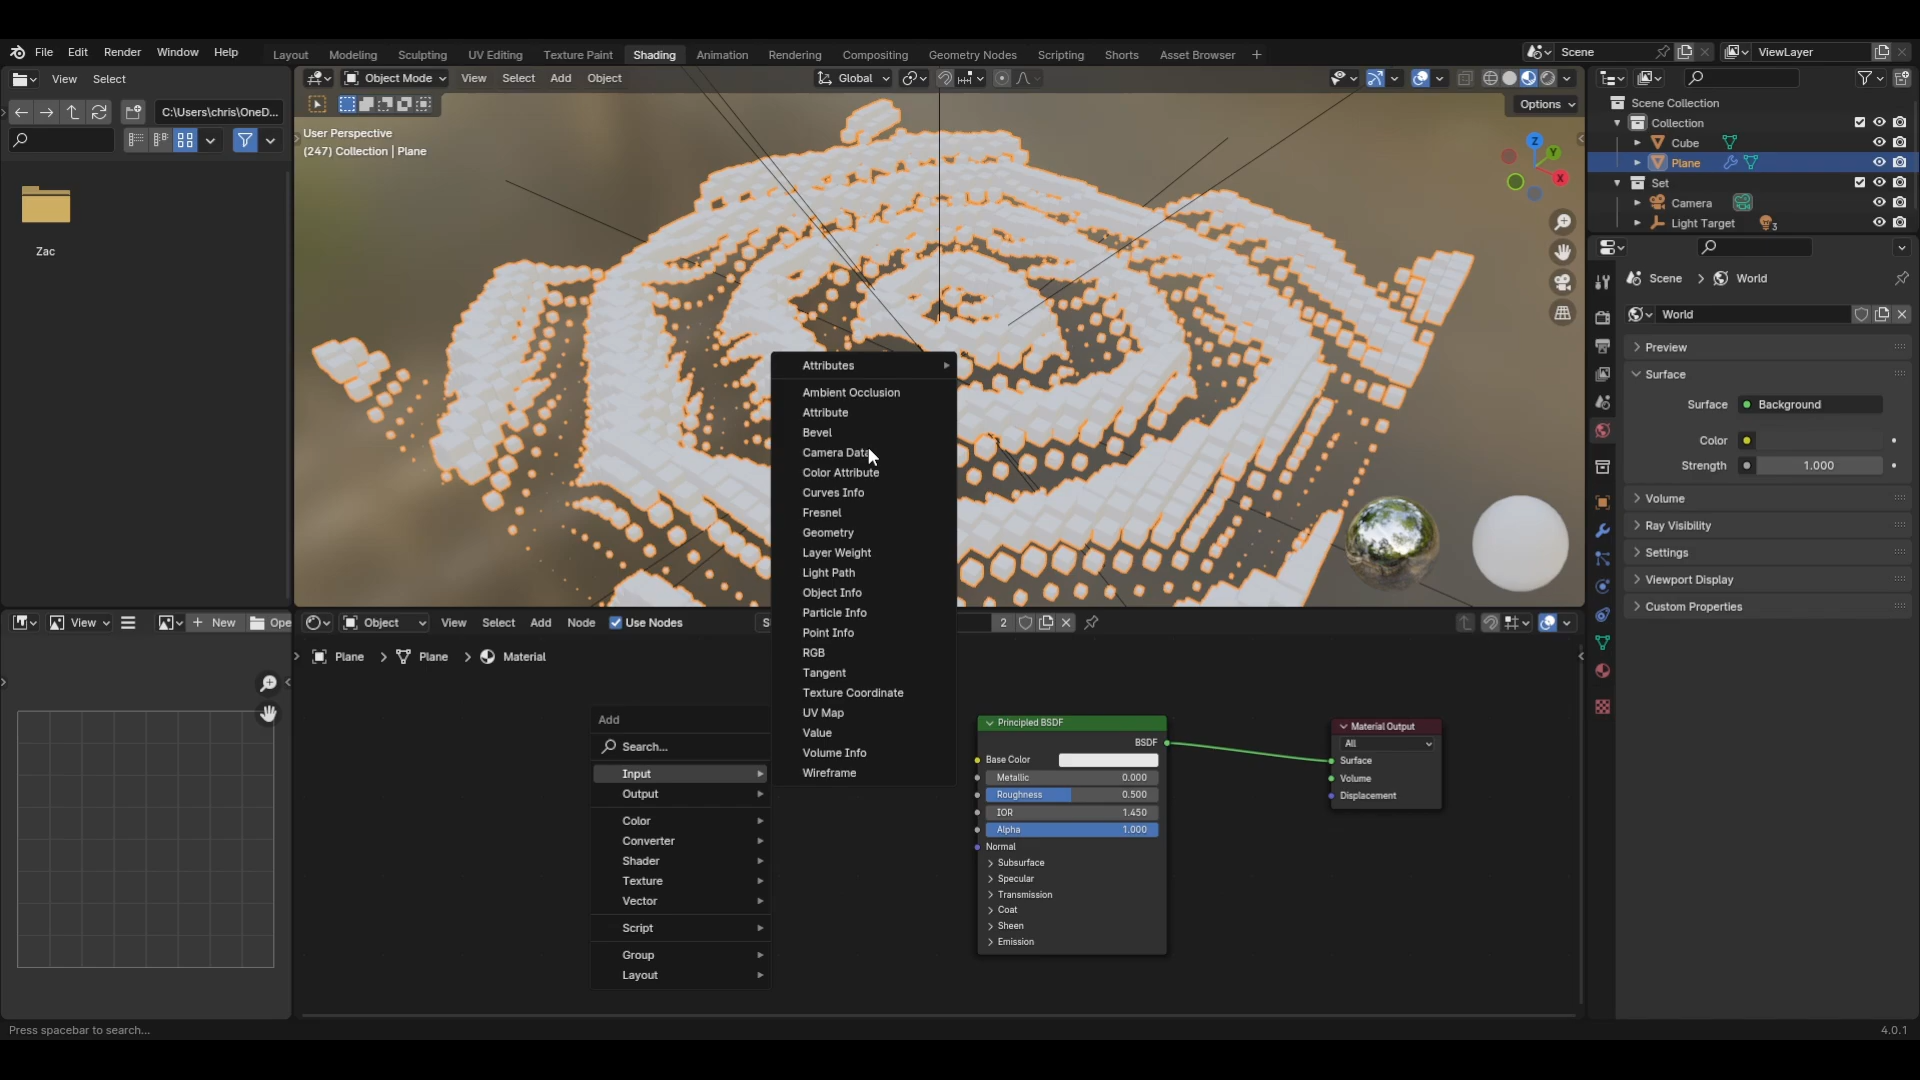 File Edit Render Window Help
Layout Modeling Sculpting UV Editing Texture Paint Shading Animation Rendering Compositing Geometry Nodes Scripting Shorts Asset Browser +
Scene
ViewLayer
View Select
C:\Users\chris\OneD...
Zac
Object Mode View Select Add Object
Global
Options
User Perspective
(247) Collection | Plane
Z
Y
X
Scene Collection
Collection
Cube
Plane
Set
Camera
Light Target 3
Scene > World
World
Preview
Surface
Surface Background
Color
Strength 1.000
Volume
Ray Visibility
Settings
Viewport Display
Custom Properties
Attributes
Ambient Occlusion
Attribute
Bevel
Camera Data
Color Attribute
Curves Info
Fresnel
Geometry
Layer Weight
Light Path
Object Info
Particle Info
Point Info
RGB
Tangent
Texture Coordinate
UV Map
Value
Volume Info
Wireframe
View
New
Ope
Object View Select Add Node Use Nodes S 2
Plane > Plane > Material
Add
Search...
Input
Output
Color
Converter
Shader
Texture
Vector
Script
Group
Layout
Principled BSDF
BSDF
Base Color
Metallic 0.000
Roughness 0.500
IOR 1.450
Alpha 1.000
Normal
Subsurface
Specular
Transmission
Coat
Sheen
Emission
Material Output
All
Surface
Volume
Displacement
Press spacebar to search...
4.0.1